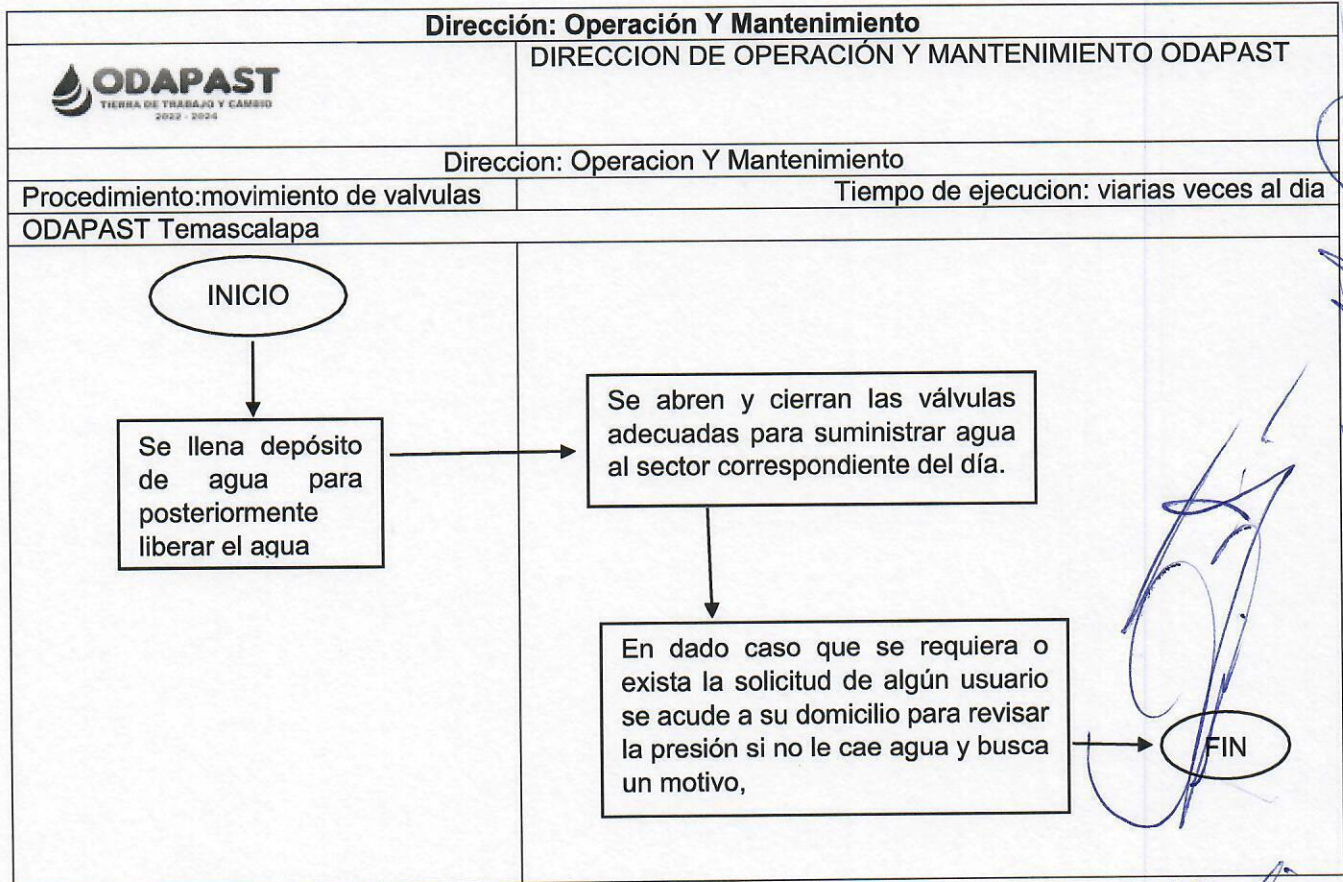 Dirección: Operación Y Mantenimiento
ODAPAST
TIERRA DE TRABAJO Y CAMBIO
2022 - 2024
DIRECCION DE OPERACIÓN Y MANTENIMIENTO ODAPAST
Direccion: Operacion Y Mantenimiento
Procedimiento:movimiento de valvulas
Tiempo de ejecucion: viarias veces al dia
ODAPAST Temascalapa
INICIO
Se llena depósito
de agua para
posteriormente
liberar el agua
Se abren y cierran las válvulas
adecuadas para suministrar agua
al sector correspondiente del día.
En dado caso que se requiera o
exista la solicitud de algún usuario
se acude a su domicilio para revisar
la presión si no le cae agua y busca
un motivo,
FIN